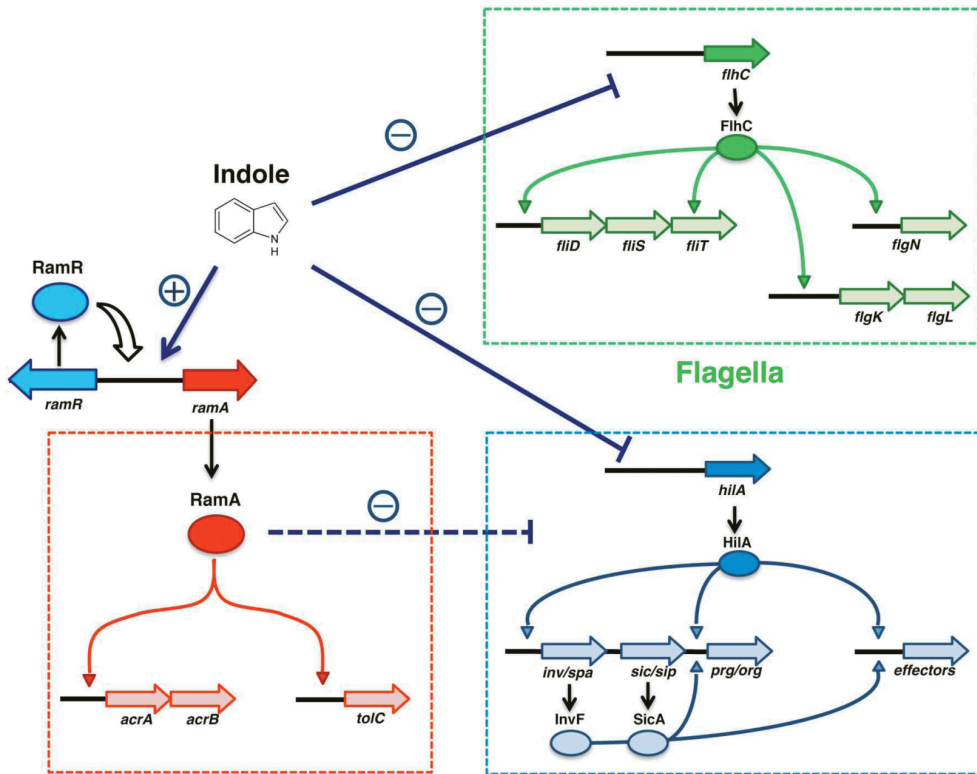 flhC
FlhC
fliD fliS fliT
flgN
flgK flgL
Flagella
−
Indole
N
H
+
−
RamR
ramR ramA
RamA
−
acrA acrB
tolC
hilA
HilA
inv/spa sic/sip prg/org effectors
InvF SicA